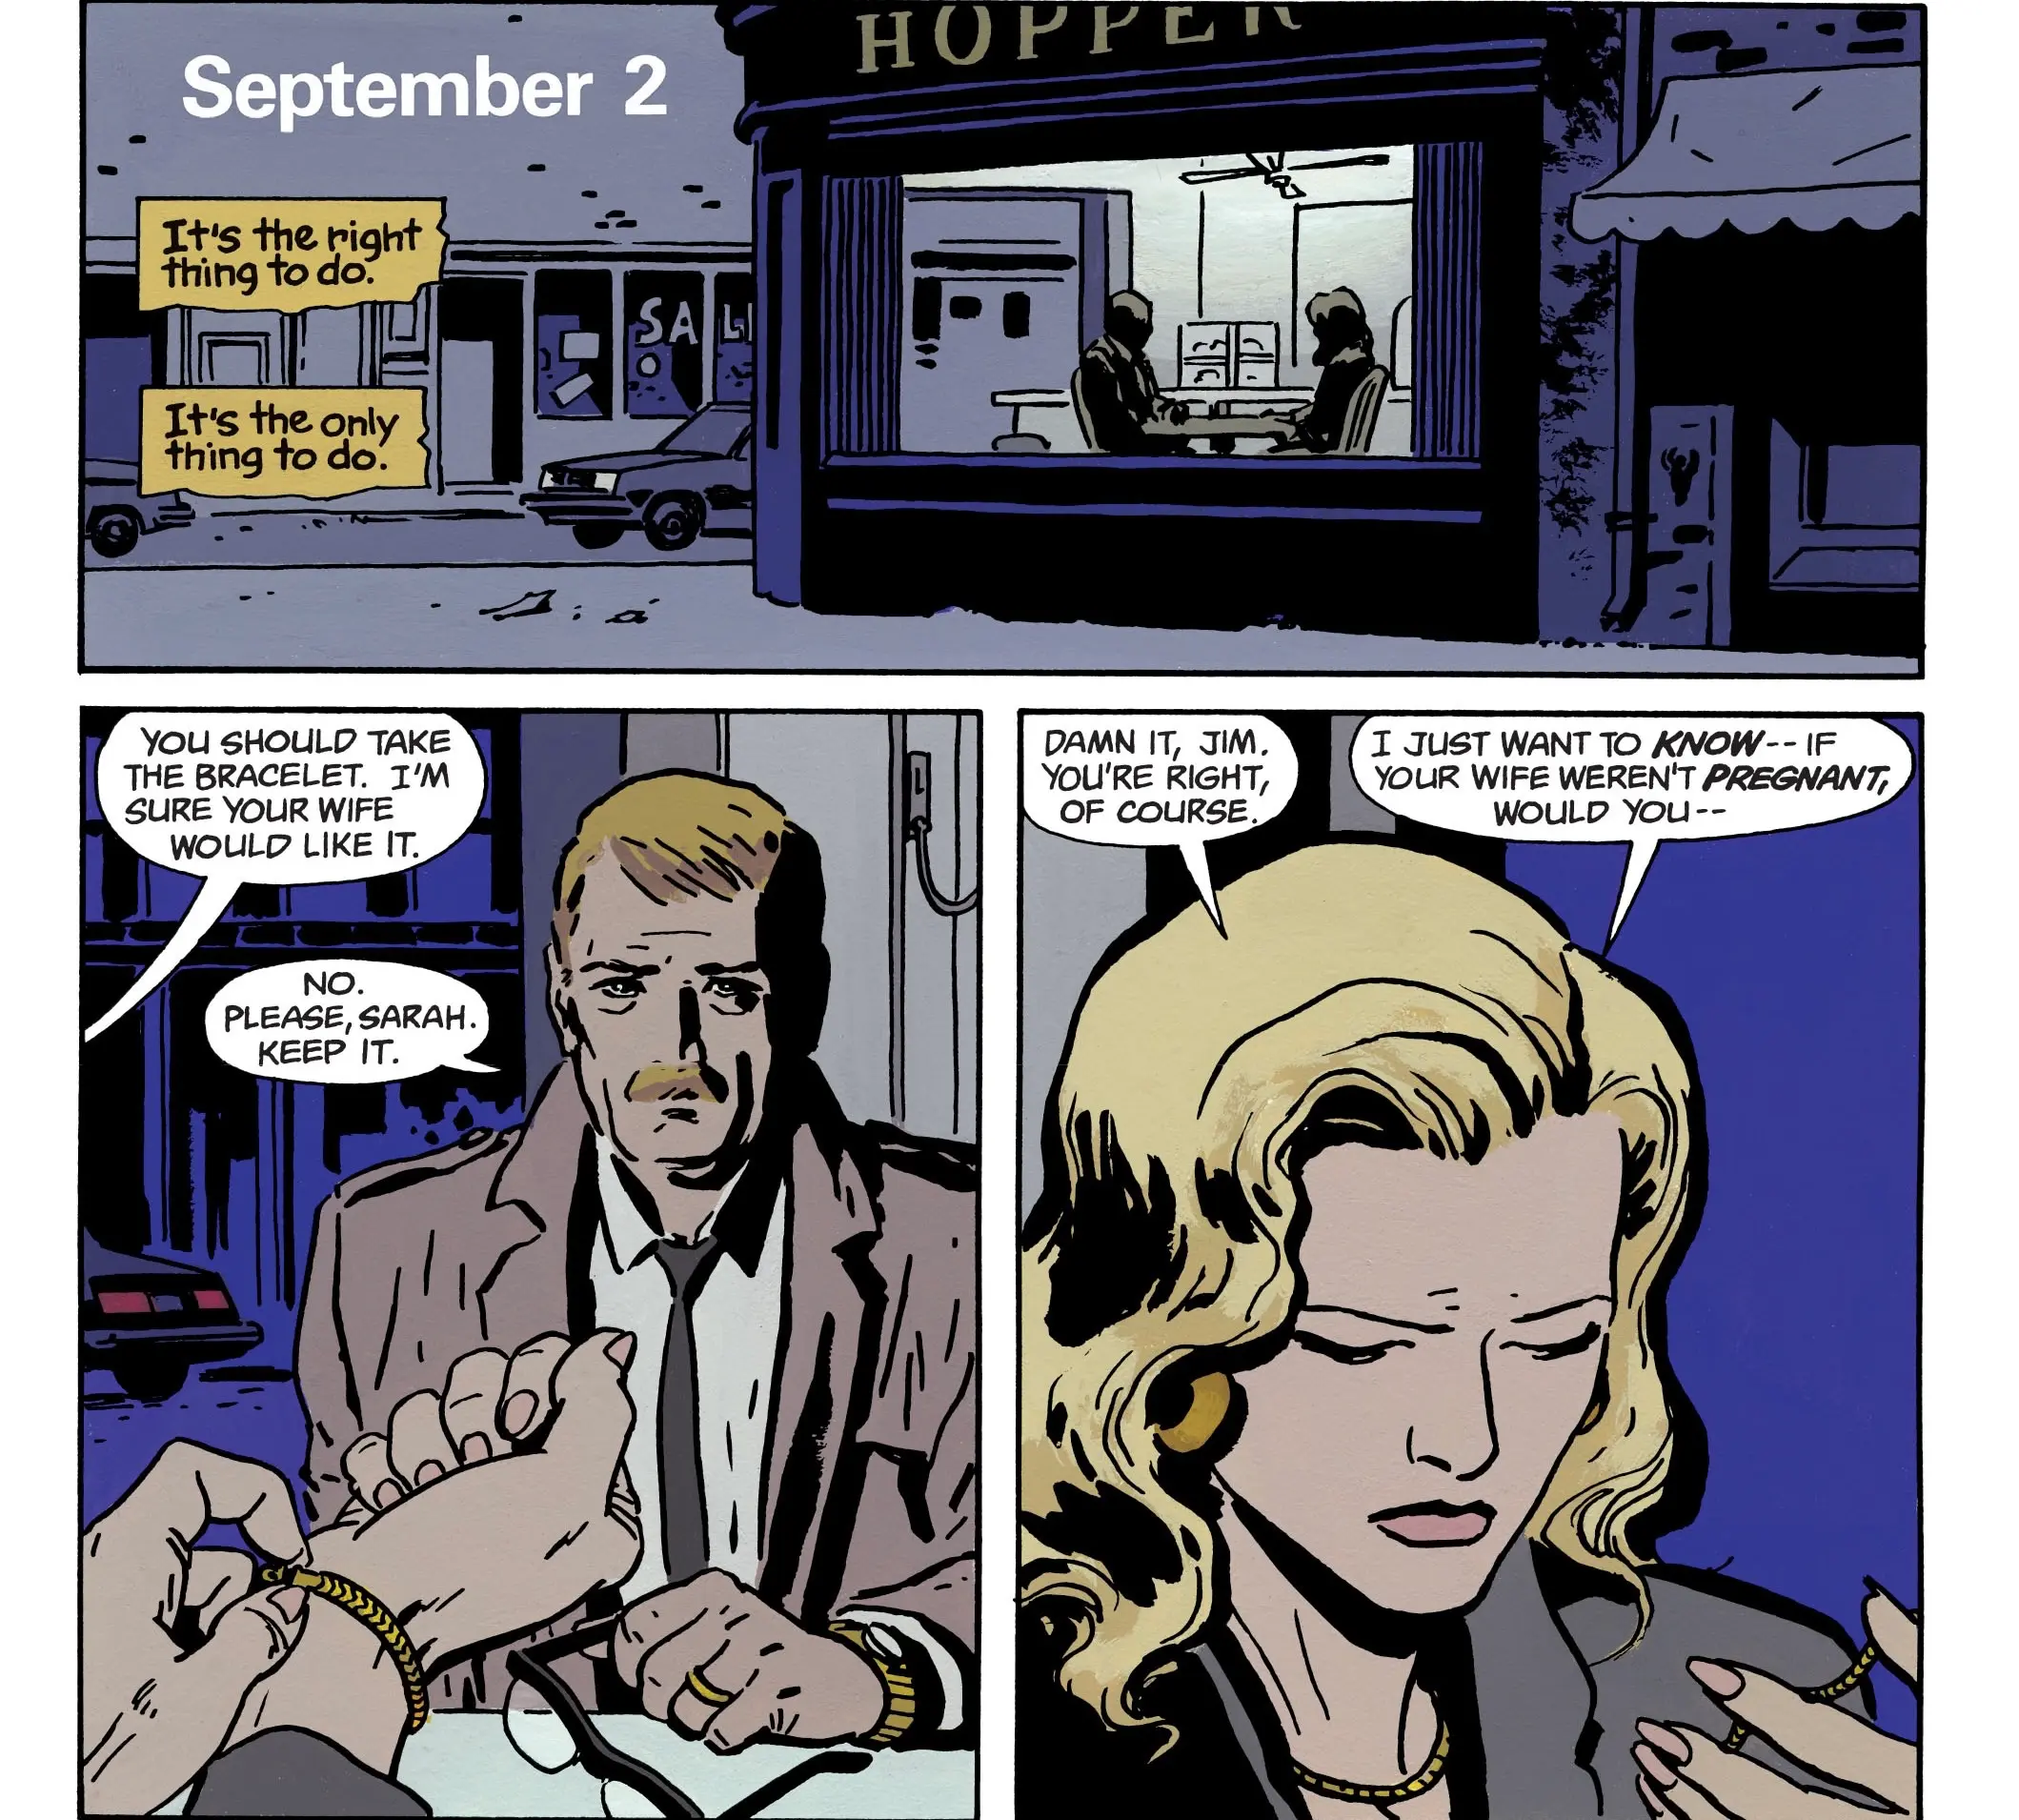 HOPPER
September 2
It's the right
thing to do.
SALE
It's the only
thing to do.
YOU SHOULD TAKE
THE BRACELET. I'M
SURE YOUR WIFE
WOULD LIKE IT.
NO.
PLEASE, SARAH.
KEEP IT.
DAMN IT, JIM.
YOU'RE RIGHT,
OF COURSE.
I JUST WANT TO KNOW-- IF
YOUR WIFE WEREN'T PREGNANT,
WOULD YOU--